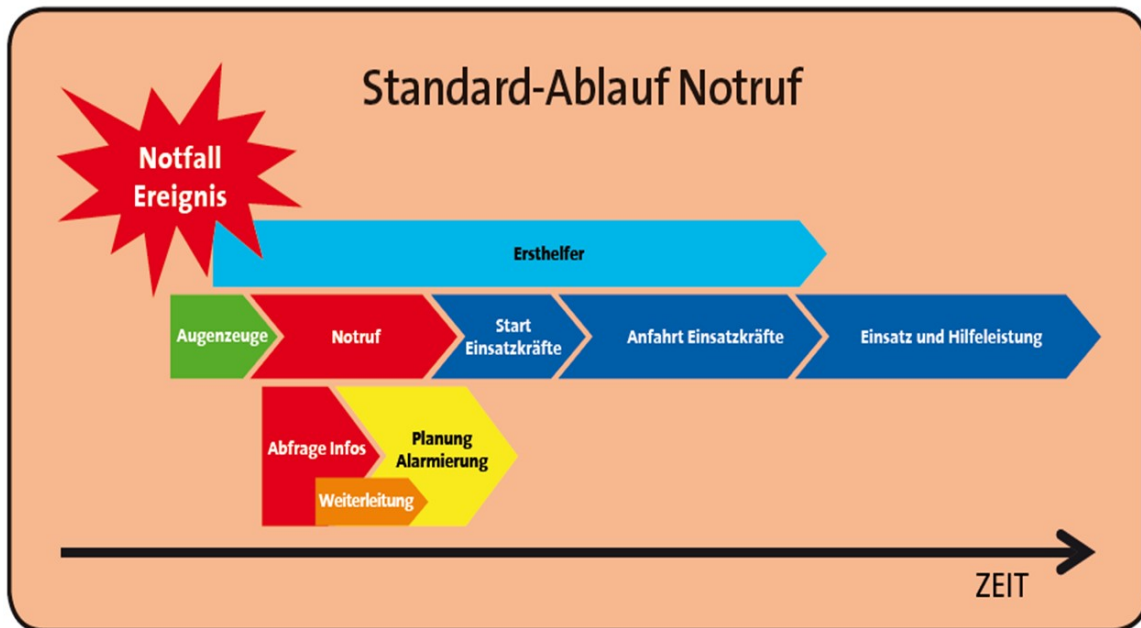 Standard-Ablauf Notruf
Notfall
Ereignis
Ersthelfer
Augenzeuge
Notruf
Start
Einsatzkräfte
Anfahrt Einsatzkräfte
Einsatz und Hilfeleistung
Abfrage Infos
Planung
Alarmierung
Weiterleitung
ZEIT